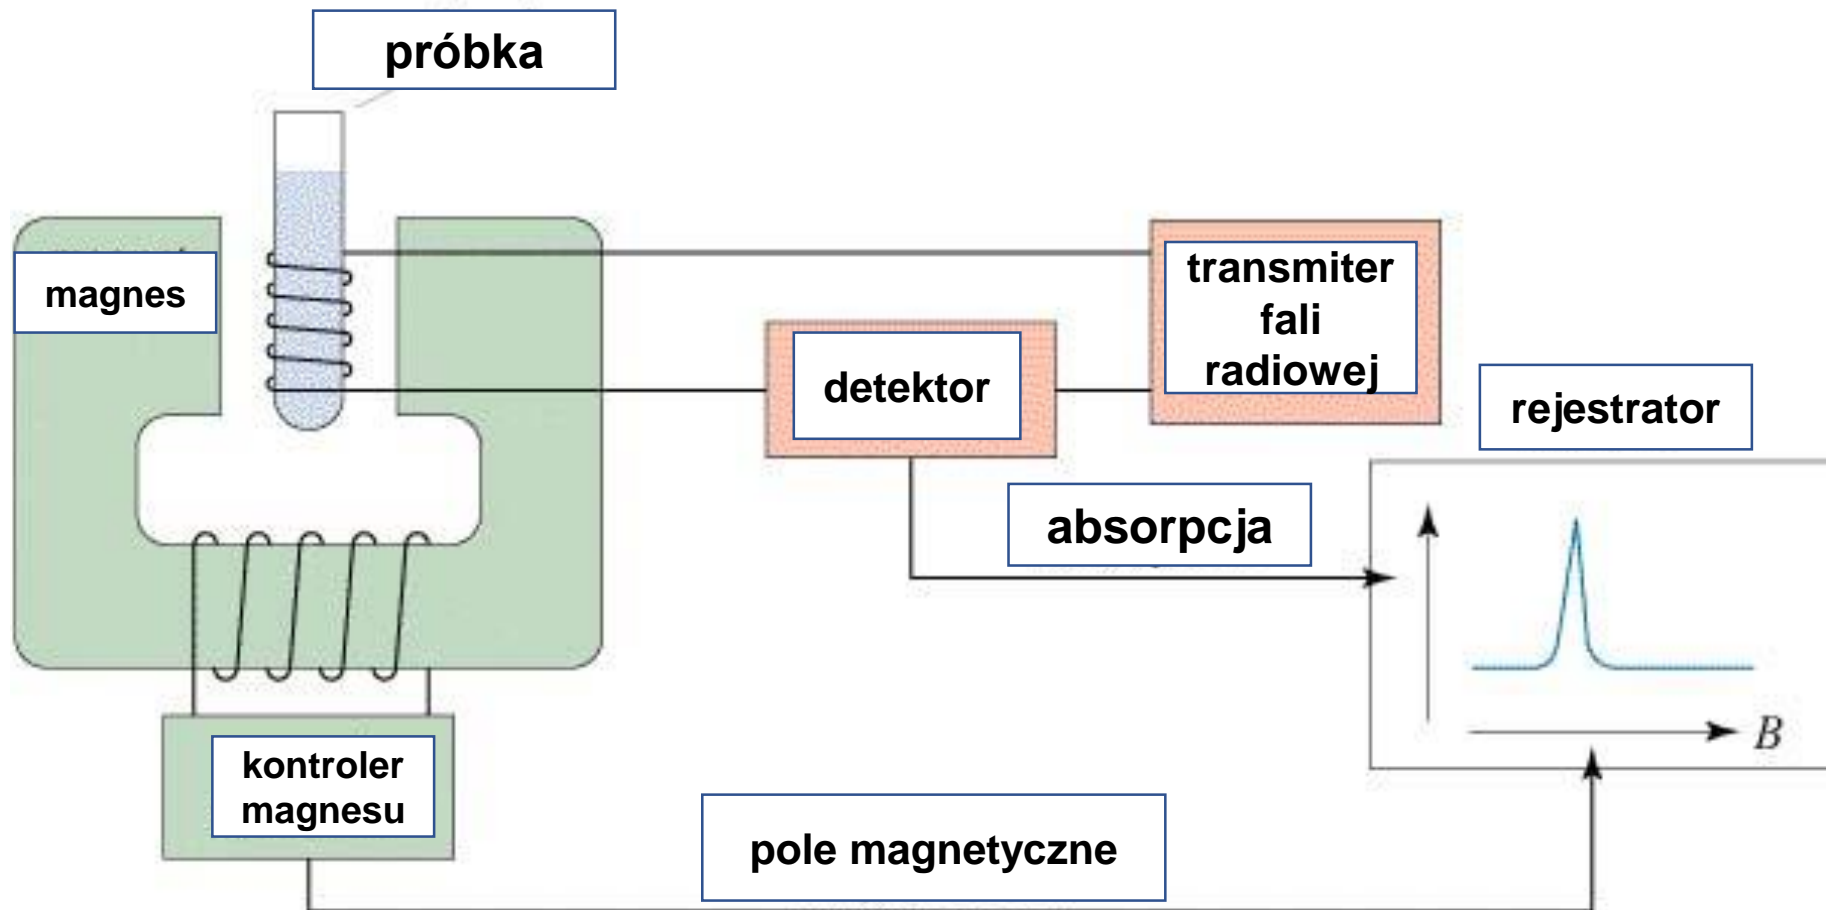 próbka
magnes
transmiter
fali
radiowej
detektor
rejestrator
absorpcja
B
kontroler
magnesu
pole magnetyczne